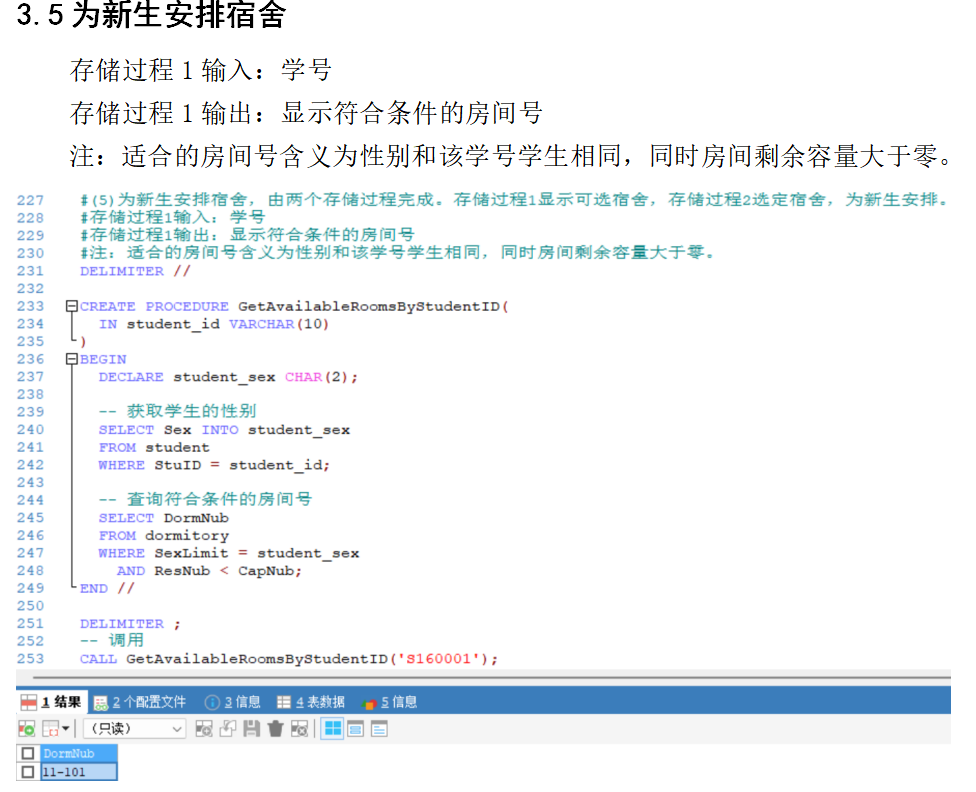 3.5为新生安排宿舍
存储过程 1 输入：学号
存储过程 1 输出：显示符合条件的房间号
注：适合的房间号含义为性别和该学号学生相同，同时房间剩余容量大于零。
227 #(5)为新生安排宿舍，由两个存储过程完成。存储过程1显示可选宿舍，存储过程2选定宿舍，为新生安排。
228 #存储过程1输入：学号
229 #存储过程1输出：显示符合条件的房间号
230 #注：适合的房间号含义为性别和该学号学生相同，同时房间剩余容量大于零。
231 DELIMITER //
232
233 CREATE PROCEDURE GetAvailableRoomsByStudentID(
234 IN student_id VARCHAR(10)
235 )
236 BEGIN
237 DECLARE student_sex CHAR(2);
238
239 -- 获取学生的性别
240 SELECT Sex INTO student_sex
241 FROM student
242 WHERE StuID = student_id;
243
244 -- 查询符合条件的房间号
245 SELECT DormNub
246 FROM dormitory
247 WHERE SexLimit = student_sex
248 AND ResNub < CapNub;
249 END //
250
251 DELIMITER ;
252 -- 调用
253 CALL GetAvailableRoomsByStudentID('S160001');
1 结果 2 个配置文件 3 信息 4 表数据 5 信息
（只读）
DormNub
11-101